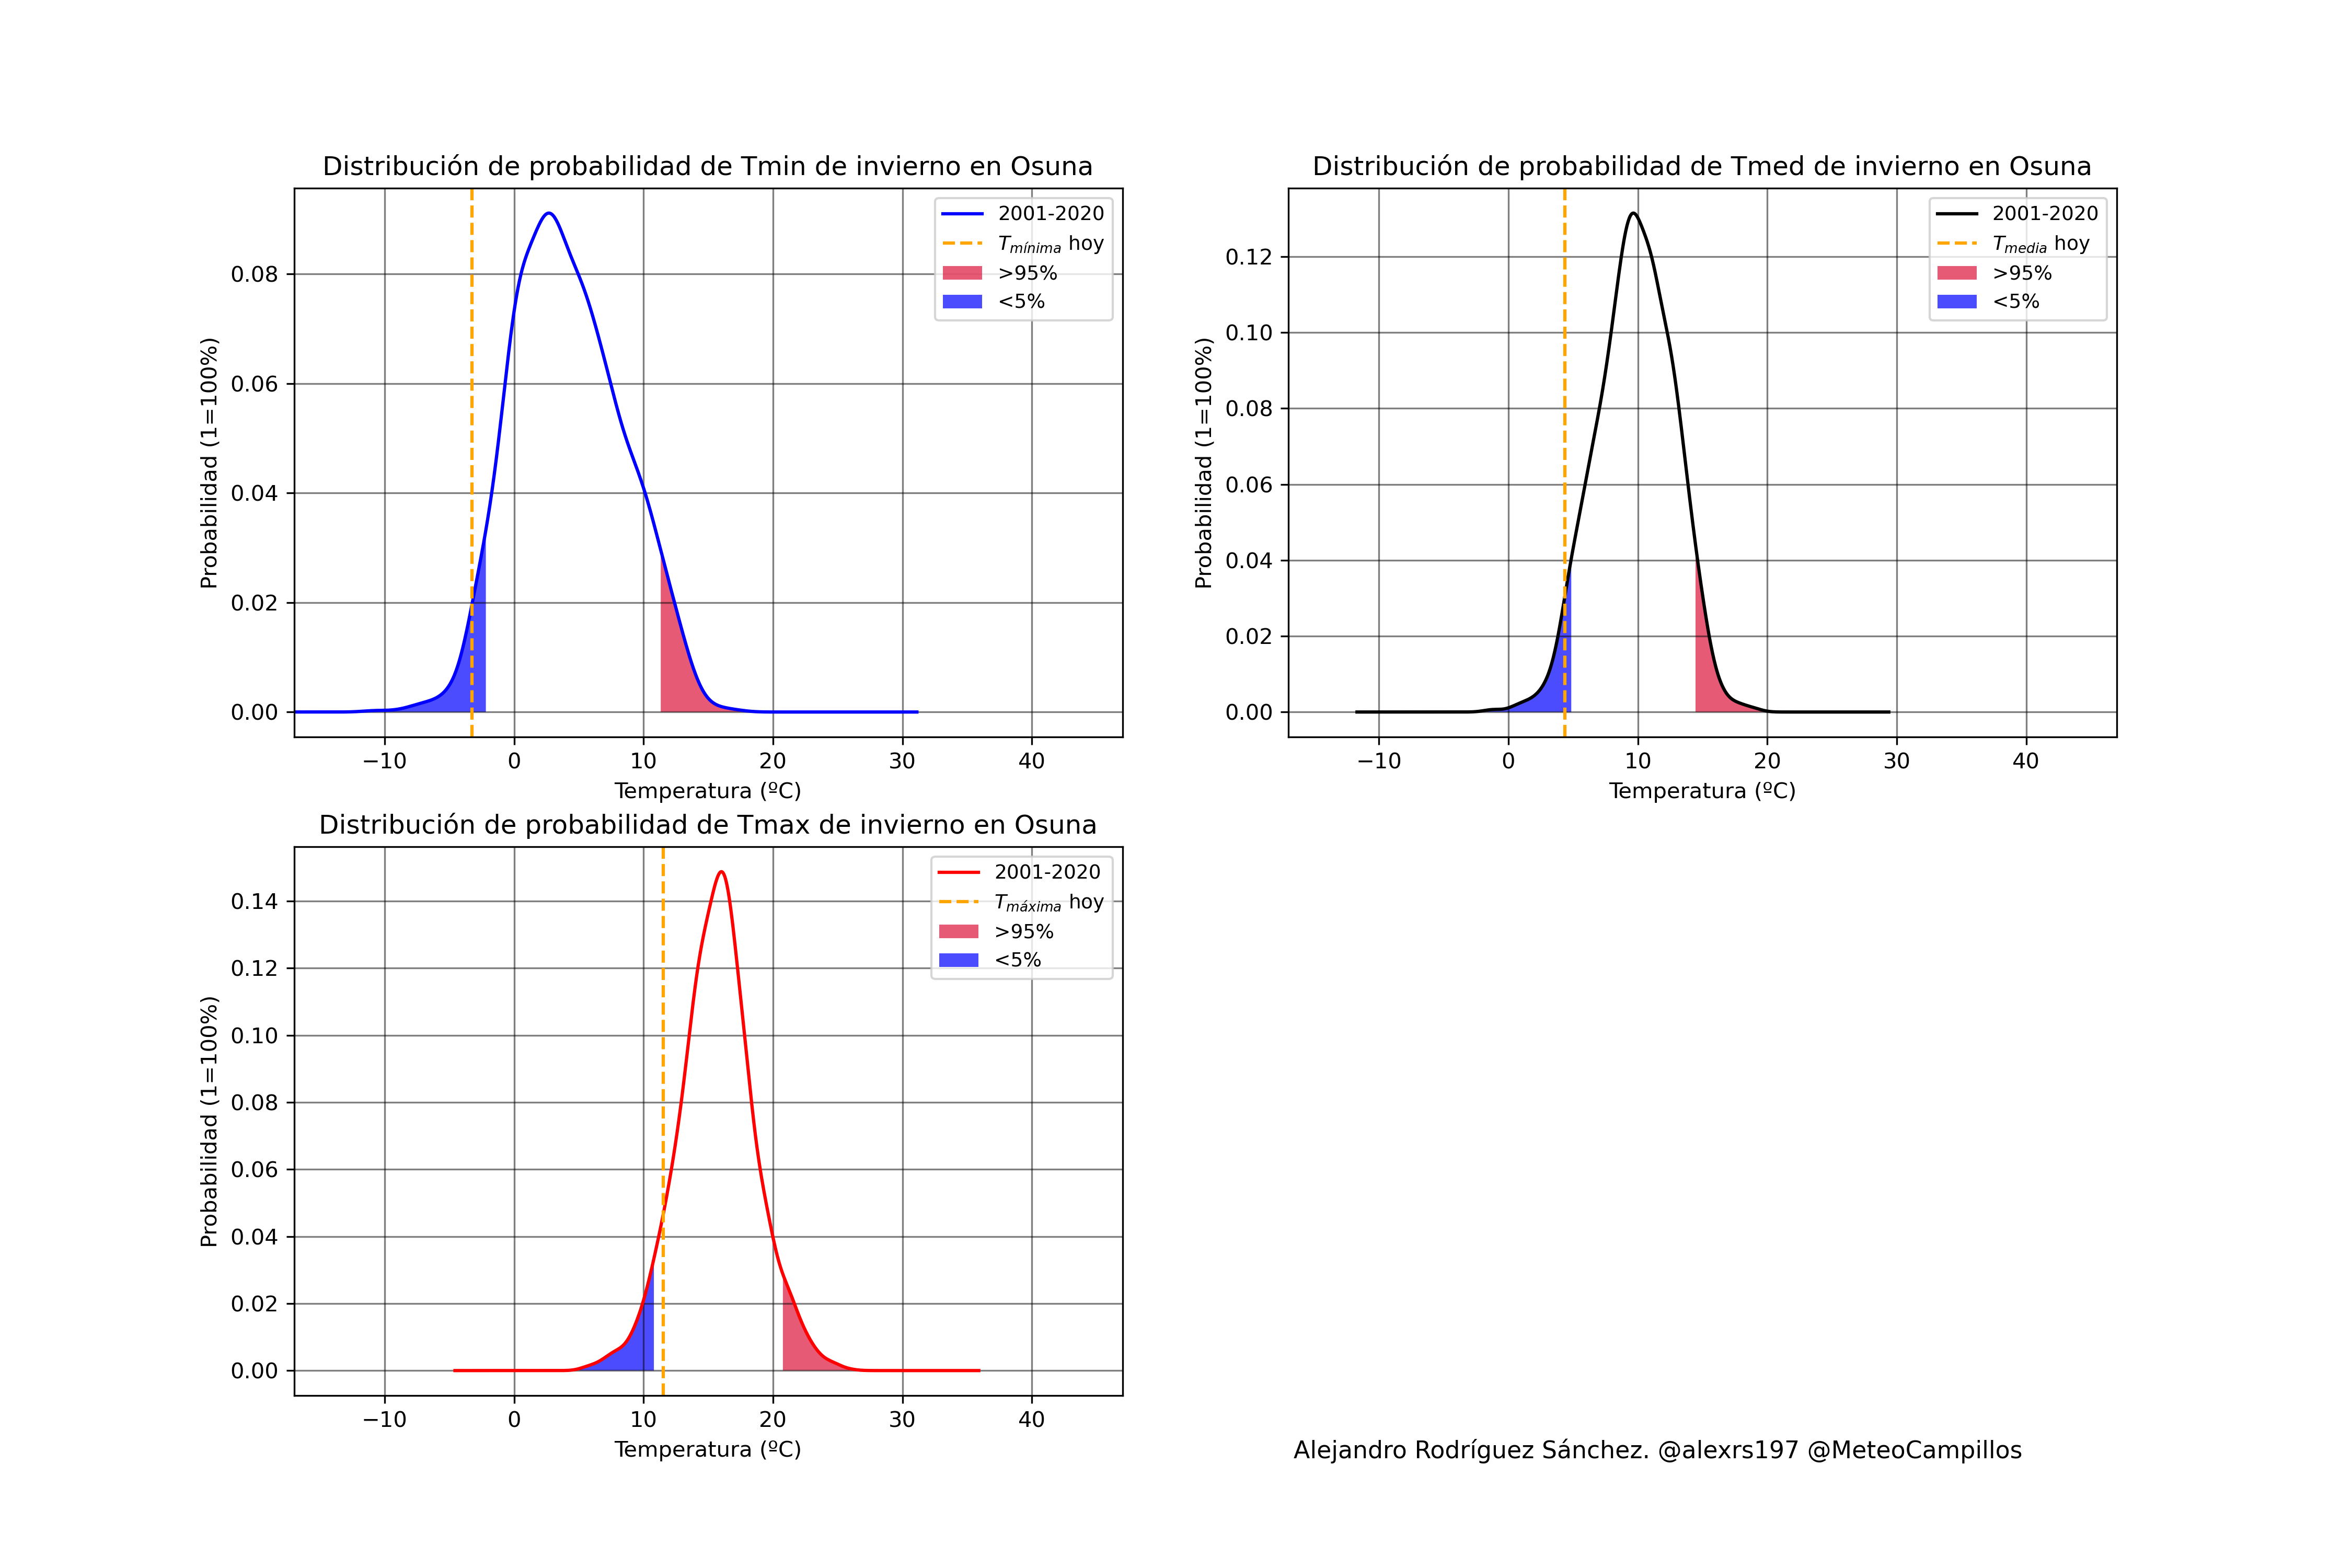 Distribución de probabilidad de Tmin de invierno en Osuna
Probabilidad (1=100%)
0.08
0.06
0.04
0.02
0.00
2001-2020
Tmínima hoy
>95%
<5%
−10 0 10 20 30 40
Temperatura (ºC)
Distribución de probabilidad de Tmed de invierno en Osuna
Probabilidad (1=100%)
0.12
0.10
0.08
0.06
0.04
0.02
0.00
2001-2020
Tmedia hoy
>95%
<5%
−10 0 10 20 30 40
Temperatura (ºC)
Distribución de probabilidad de Tmax de invierno en Osuna
Probabilidad (1=100%)
0.14
0.12
0.10
0.08
0.06
0.04
0.02
0.00
2001-2020
Tmáxima hoy
>95%
<5%
−10 0 10 20 30 40
Temperatura (ºC)
Alejandro Rodríguez Sánchez. @alexrs197 @MeteoCampillos